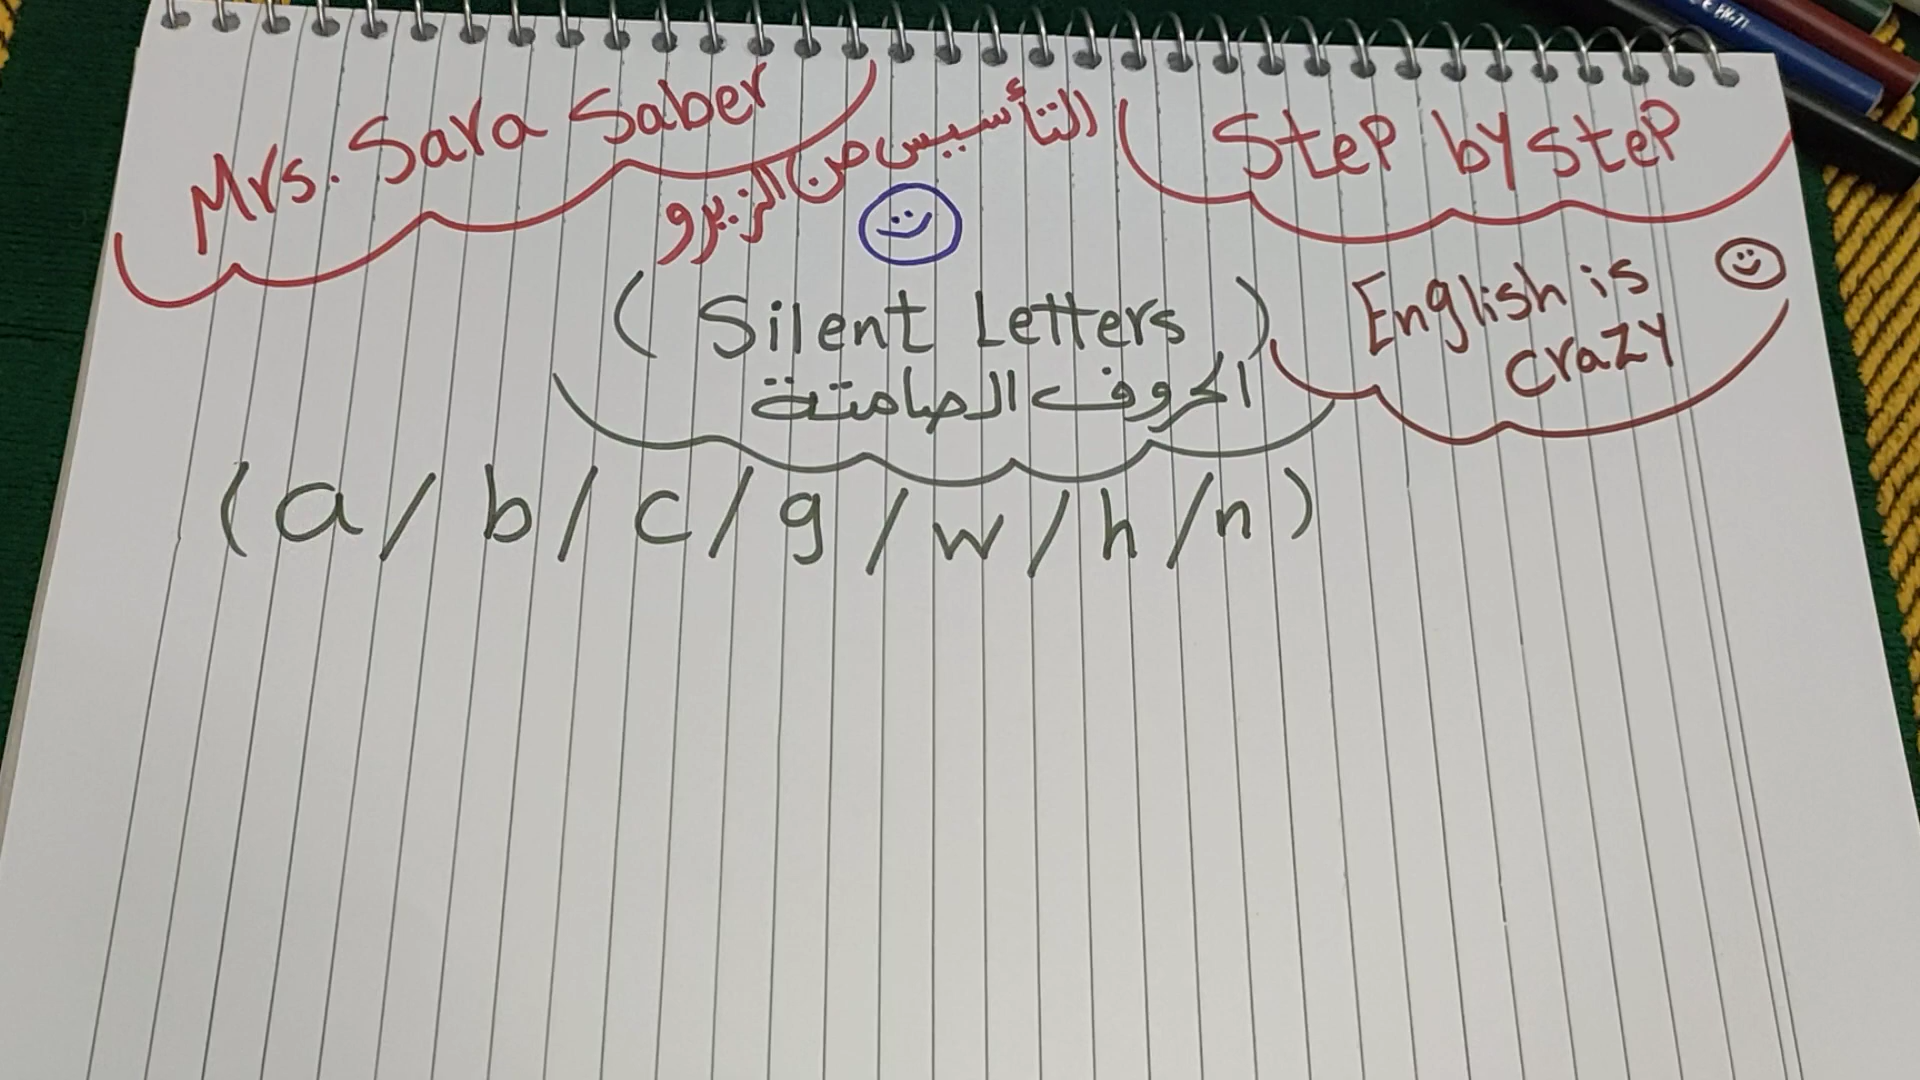 Mrs. Sara Saber
التأسيس من الزيرو
Step by step
English is
crazy
( Silent Letters )
الحروف الصامتة
( a / b / c / g / w / h / n )